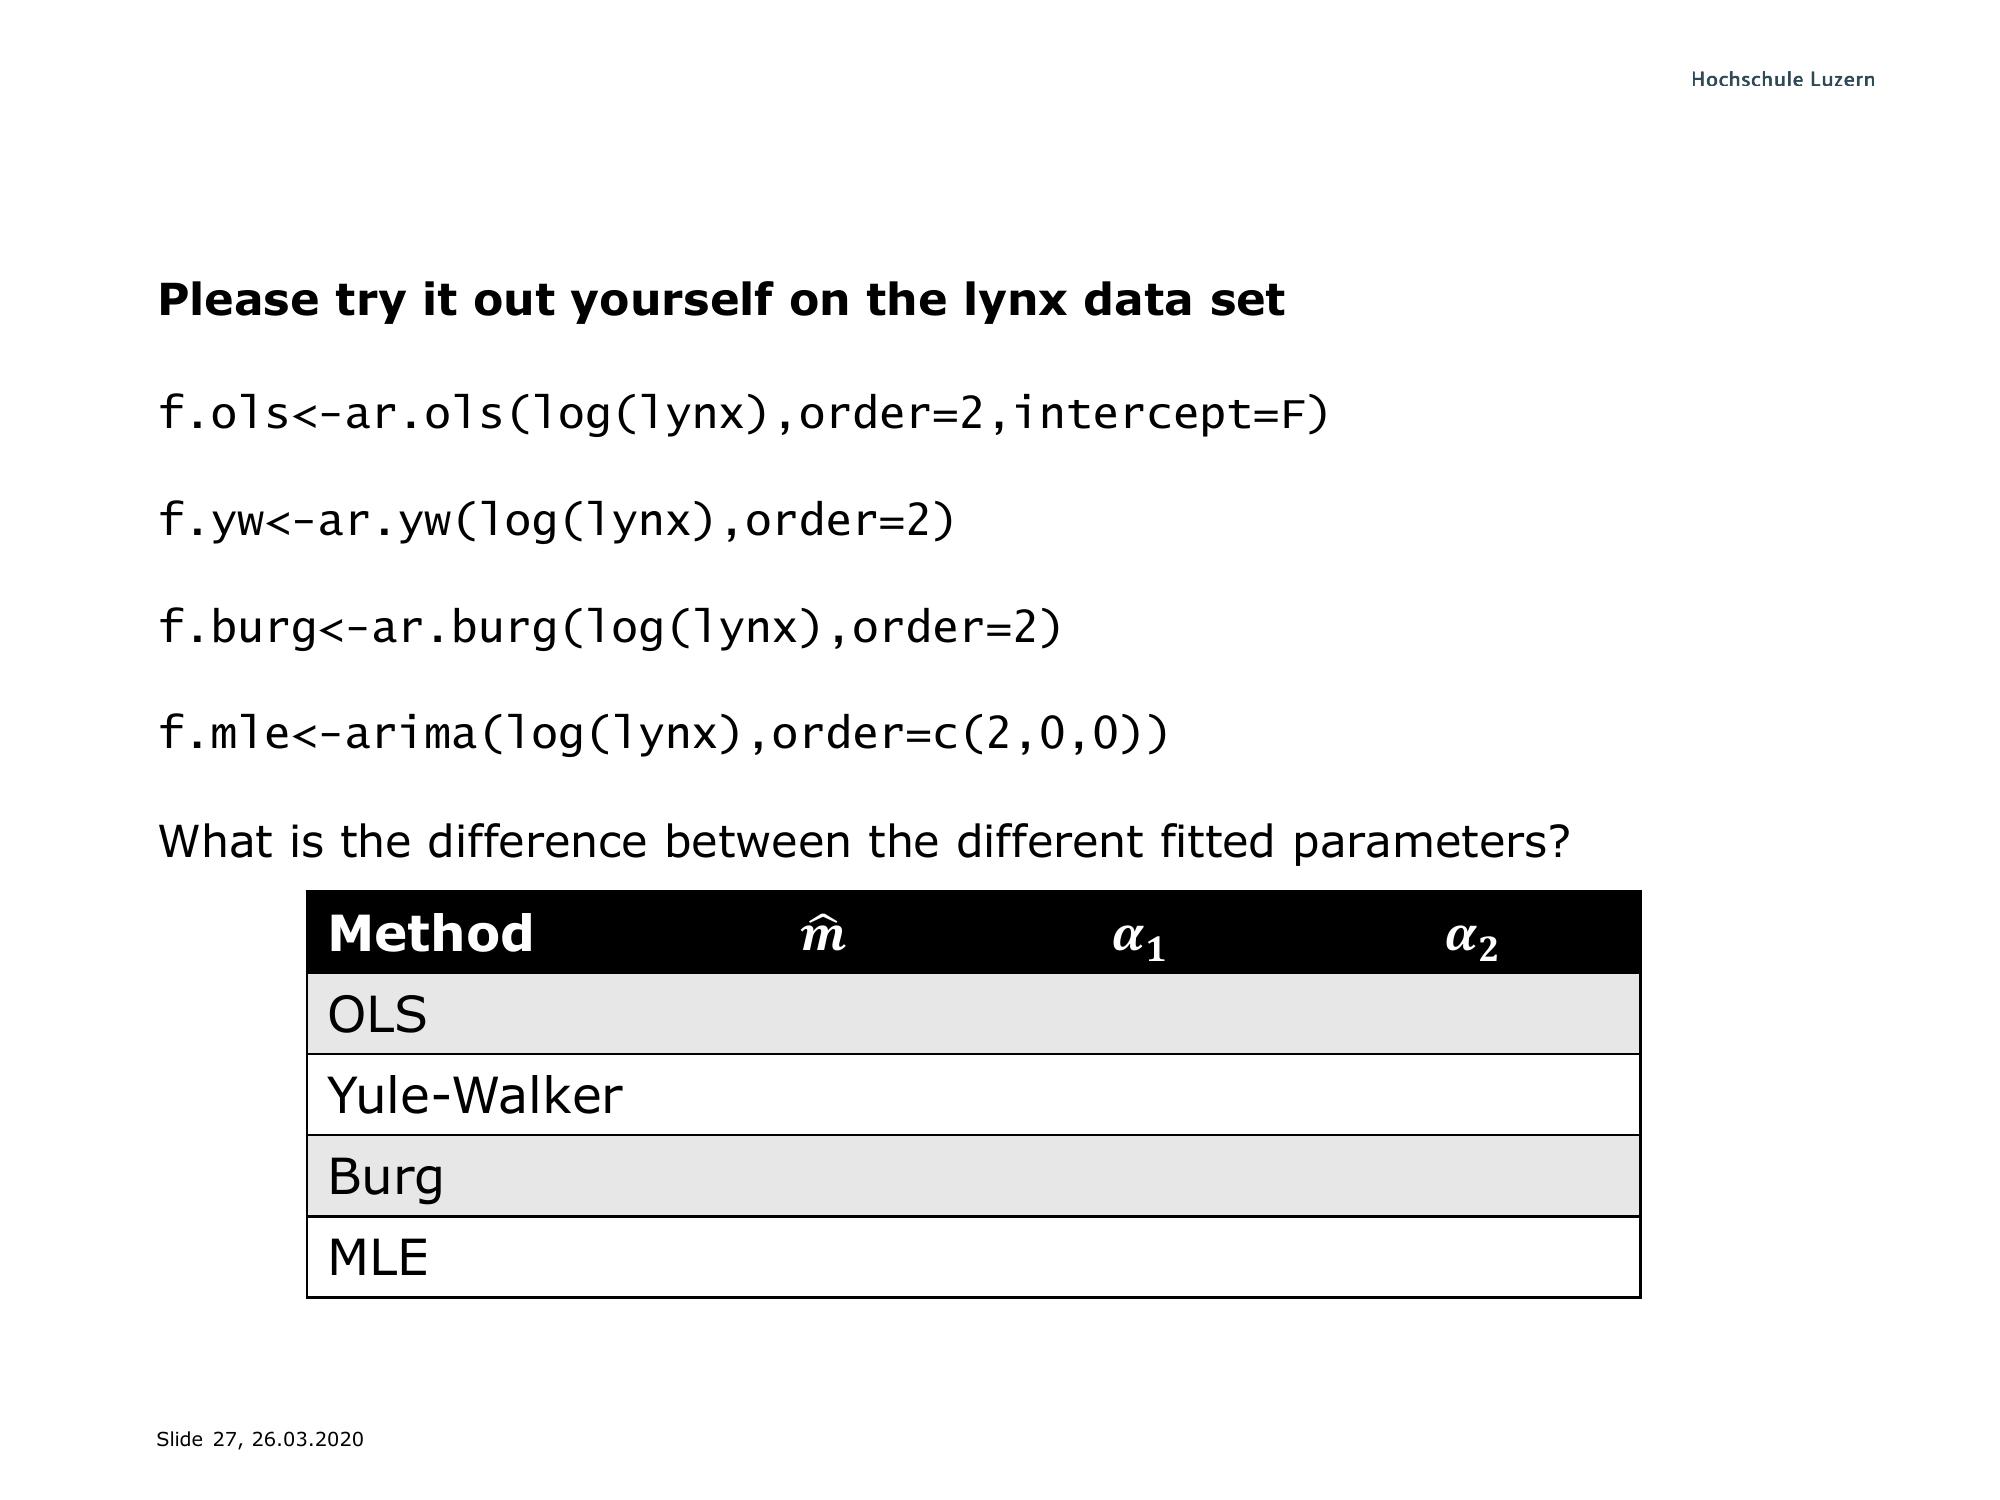 Hochschule Luzern
Please try it out yourself on the lynx data set
f.ols<-ar.ols(log(lynx),order=2,intercept=F)
f.yw<-ar.yw(log(lynx),order=2)
f.burg<-ar.burg(log(lynx),order=2)
f.mle<-arima(log(lynx),order=c(2,0,0))
What is the difference between the different fitted parameters?
Method m̂ α₁ α₂
OLS
Yule-Walker
Burg
MLE
Slide 27, 26.03.2020